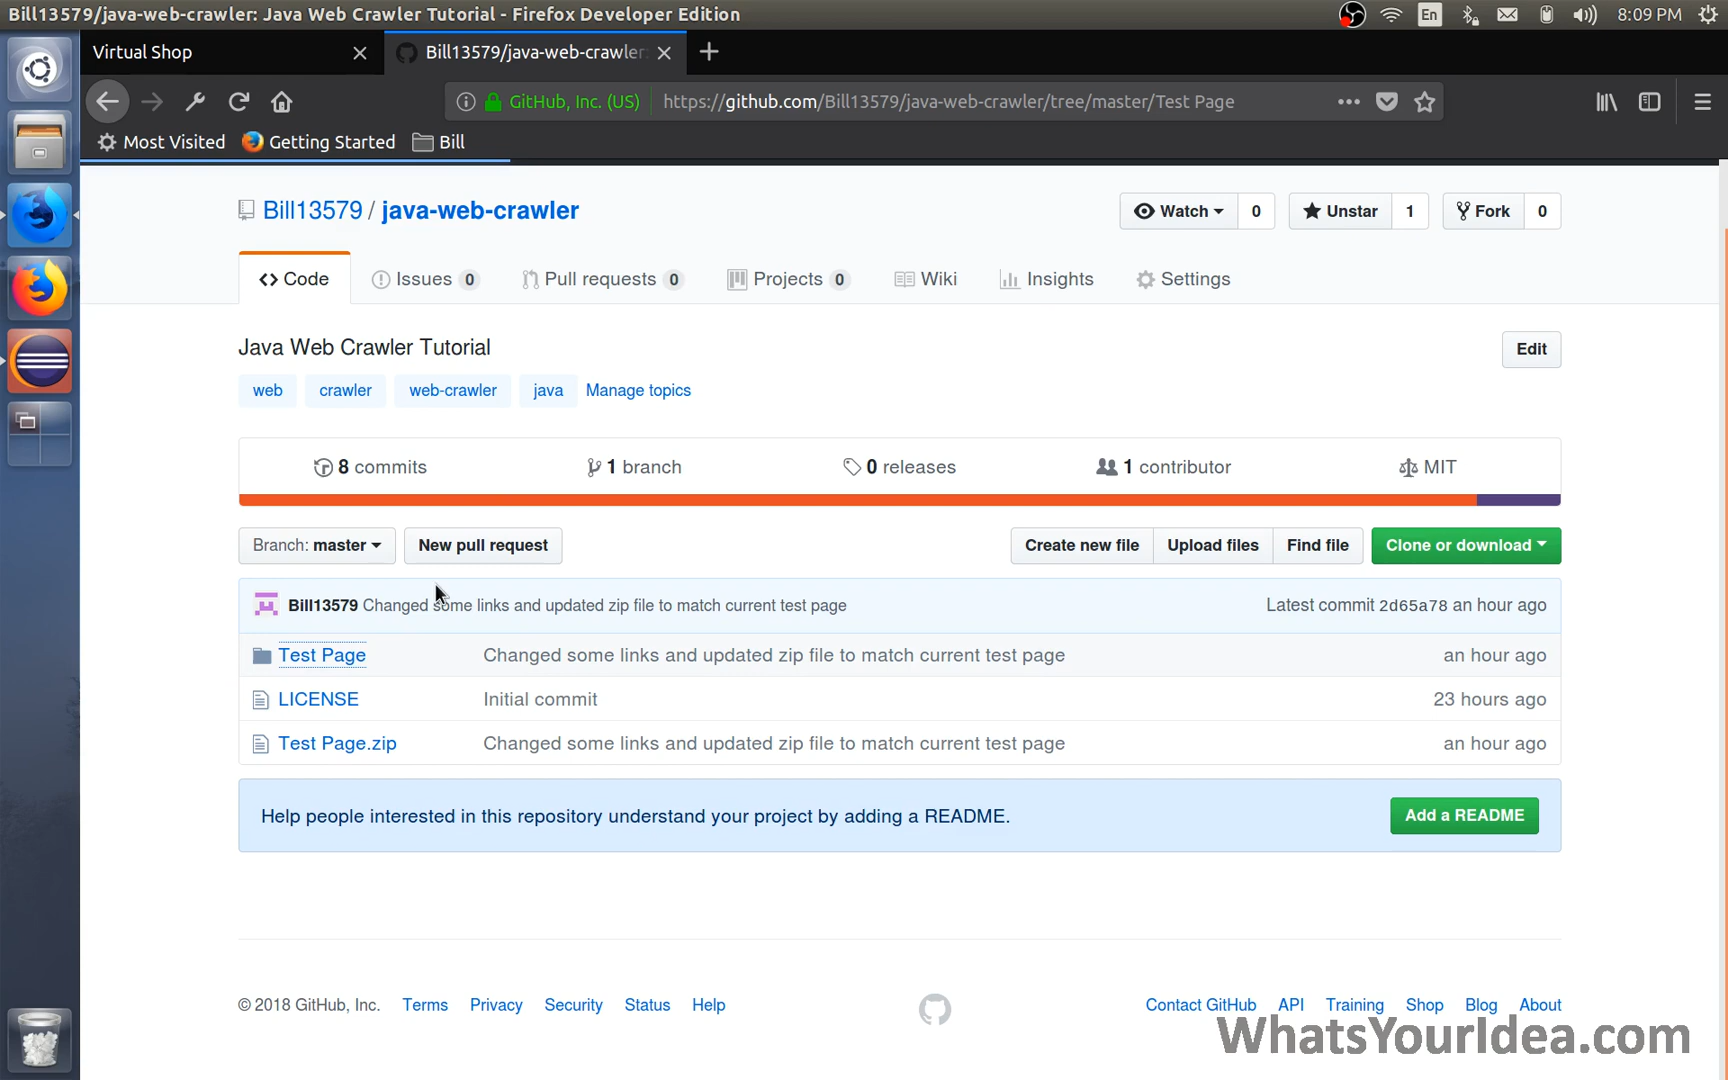 Bill13579/java-web-crawler: Java Web Crawler Tutorial - Firefox Developer Edition
En 8:09 PM
Virtual Shop
Bill13579/java-web-crawler:
GitHub, Inc. (US) https://github.com/Bill13579/java-web-crawler/tree/master/Test Page
Most Visited Getting Started Bill
Bill13579 / java-web-crawler
Watch 0 Unstar 1 Fork 0
Code Issues 0 Pull requests 0 Projects 0 Wiki Insights Settings
Java Web Crawler Tutorial
Edit
web crawler web-crawler java Manage topics
8 commits 1 branch 0 releases 1 contributor MIT
Branch: master New pull request Create new file Upload files Find file Clone or download
Bill13579 Changed some links and updated zip file to match current test page Latest commit 2d65a78 an hour ago
Test Page Changed some links and updated zip file to match current test page an hour ago
LICENSE Initial commit 23 hours ago
Test Page.zip Changed some links and updated zip file to match current test page an hour ago
Help people interested in this repository understand your project by adding a README. Add a README
© 2018 GitHub, Inc. Terms Privacy Security Status Help Contact GitHub API Training Shop Blog About
WhatsYourIdea.com